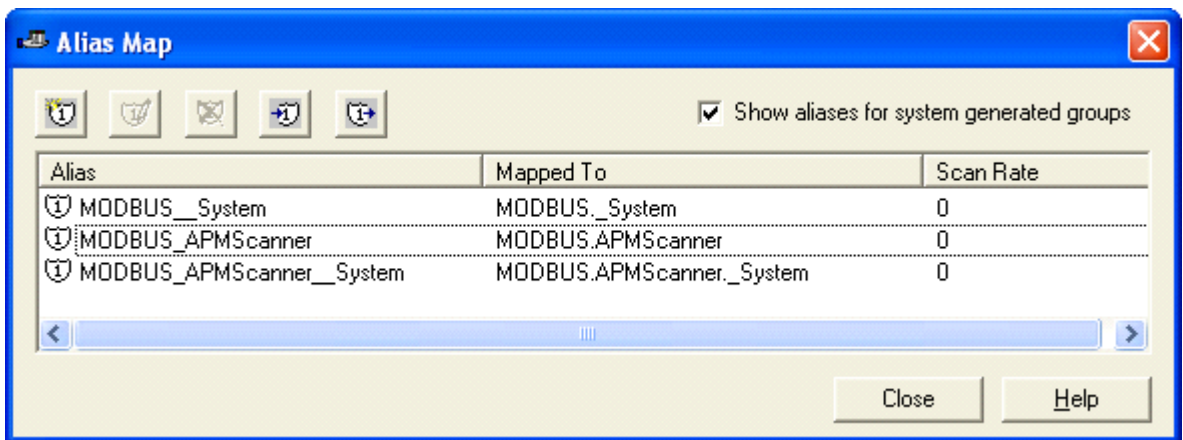 Alias Map
Show aliases for system generated groups
Alias Mapped To Scan Rate
MODBUS__System MODBUS._System 0
MODBUS_APMScanner MODBUS.APMScanner 0
MODBUS_APMScanner__System MODBUS.APMScanner._System 0
Close Help